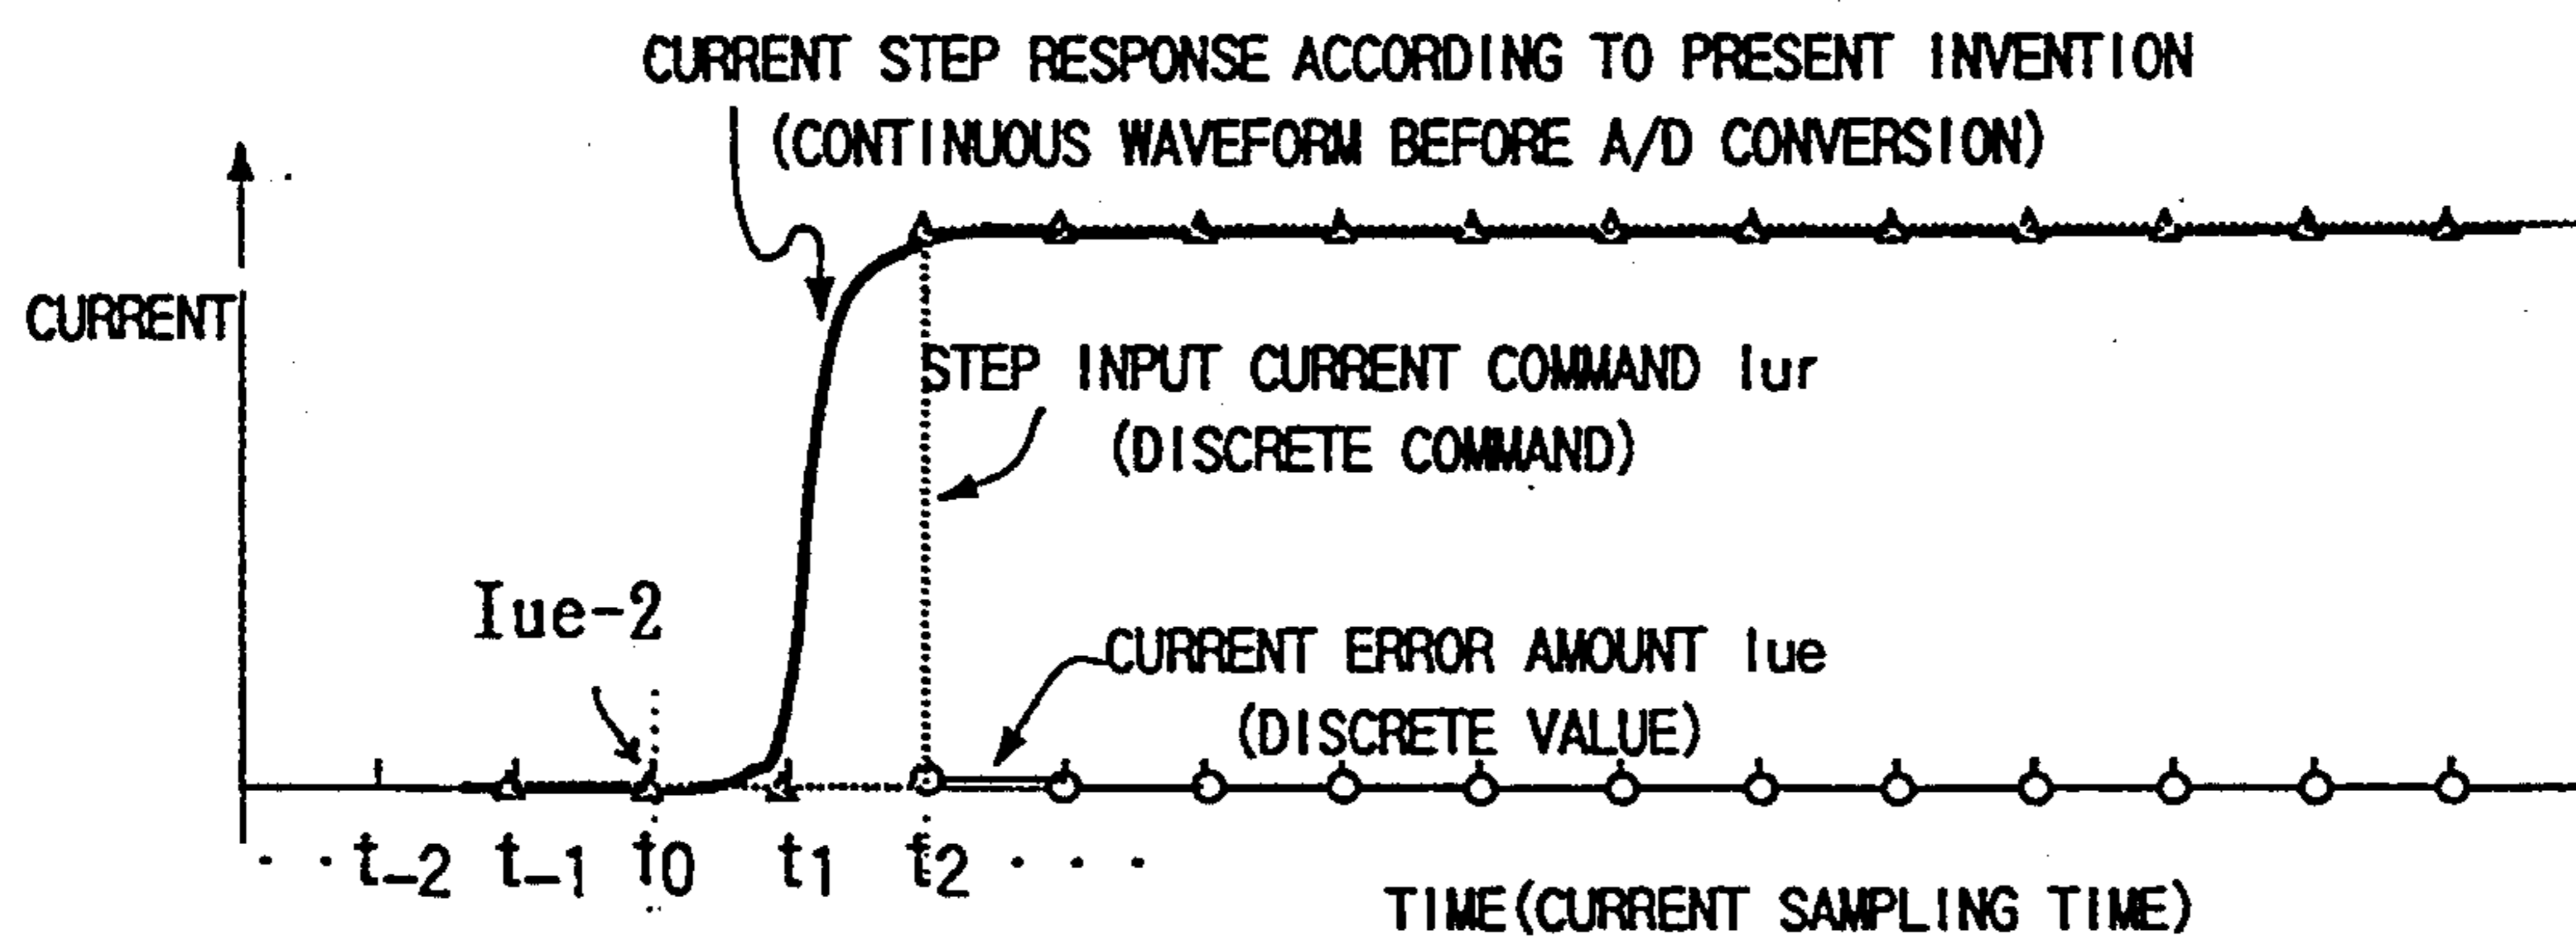 CURRENT STEP RESPONSE ACCORDING TO PRESENT INVENTION
(CONTINUOUS WAVEFORM BEFORE A/D CONVERSION)
CURRENT
STEP INPUT CURRENT COMMAND Iur
(DISCRETE COMMAND)
Iue-2
CURRENT ERROR AMOUNT Iue
(DISCRETE VALUE)
· · t-2 t-1 t0 t1 t2 · · ·
TIME(CURRENT SAMPLING TIME)